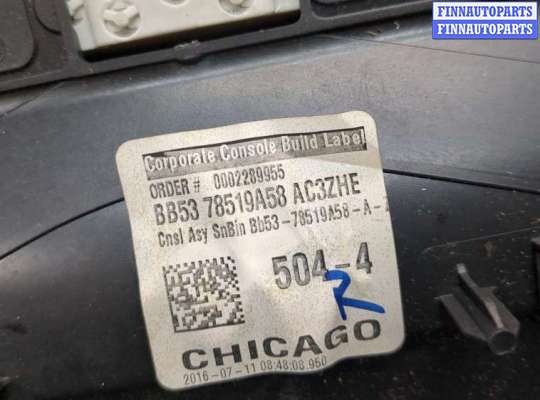 FINNAUTOPARTS
FINNAUTOPARTS
Corporate Console Build Label
ORDER # 0002289955
BB53 78519A58 AC3ZHE
Cnsl Asy SnBin Bb53-78519A58-A-
504-4
R
CHICAGO
2016-07-11 08:48:08.950